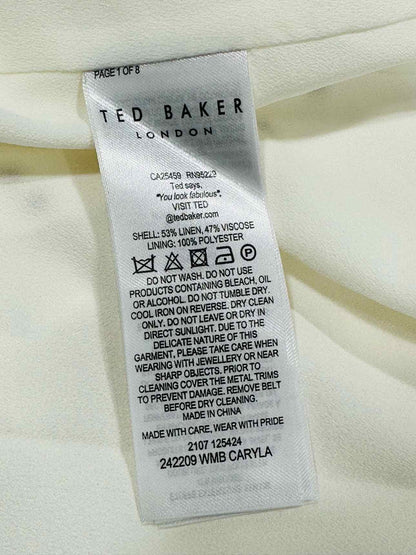 PAGE 1 OF 8
TED BAKER
LONDON
CA25459 RN95223
Ted says,
"You look fabulous".
VISIT TED
@tedbaker.com
SHELL: 53% LINEN, 47% VISCOSE
LINING: 100% POLYESTER
DO NOT WASH. DO NOT USE
PRODUCTS CONTAINING BLEACH, OIL
OR ALCOHOL. DO NOT TUMBLE DRY.
COOL IRON ON REVERSE. DRY CLEAN
ONLY. DO NOT LEAVE OR DRY IN
DIRECT SUNLIGHT. DUE TO THE
DELICATE NATURE OF THIS
GARMENT, PLEASE TAKE CARE WHEN
WEARING WITH JEWELLERY OR NEAR
SHARP OBJECTS. PRIOR TO
CLEANING COVER THE METAL TRIMS
TO PREVENT DAMAGE. REMOVE BELT
BEFORE DRY CLEANING.
MADE IN CHINA
MADE WITH CARE, WEAR WITH PRIDE
2107 125424
242209 WMB CARYLA